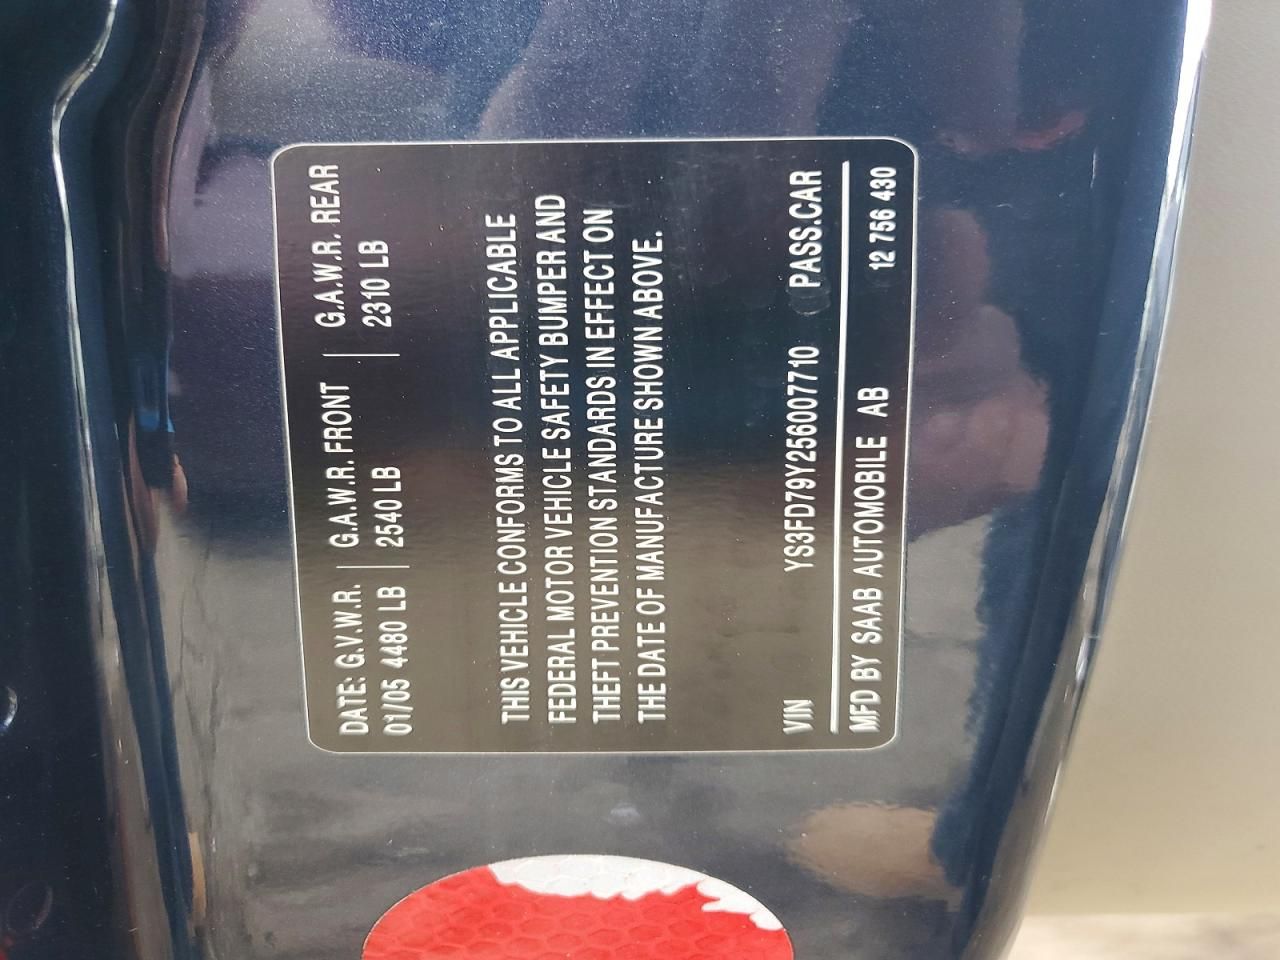 DATE: G.V.W.R. | G.A.W.R. FRONT | G.A.W.R. REAR
01/05 4480 LB | 2540 LB | 2310 LB
THIS VEHICLE CONFORMS TO ALL APPLICABLE
FEDERAL MOTOR VEHICLE SAFETY BUMPER AND
THEFT PREVENTION STANDARDS IN EFFECT ON
THE DATE OF MANUFACTURE SHOWN ABOVE.
VIN YS3FD79Y256007710 PASS.CAR
MFD BY SAAB AUTOMOBILE AB 12 756 430